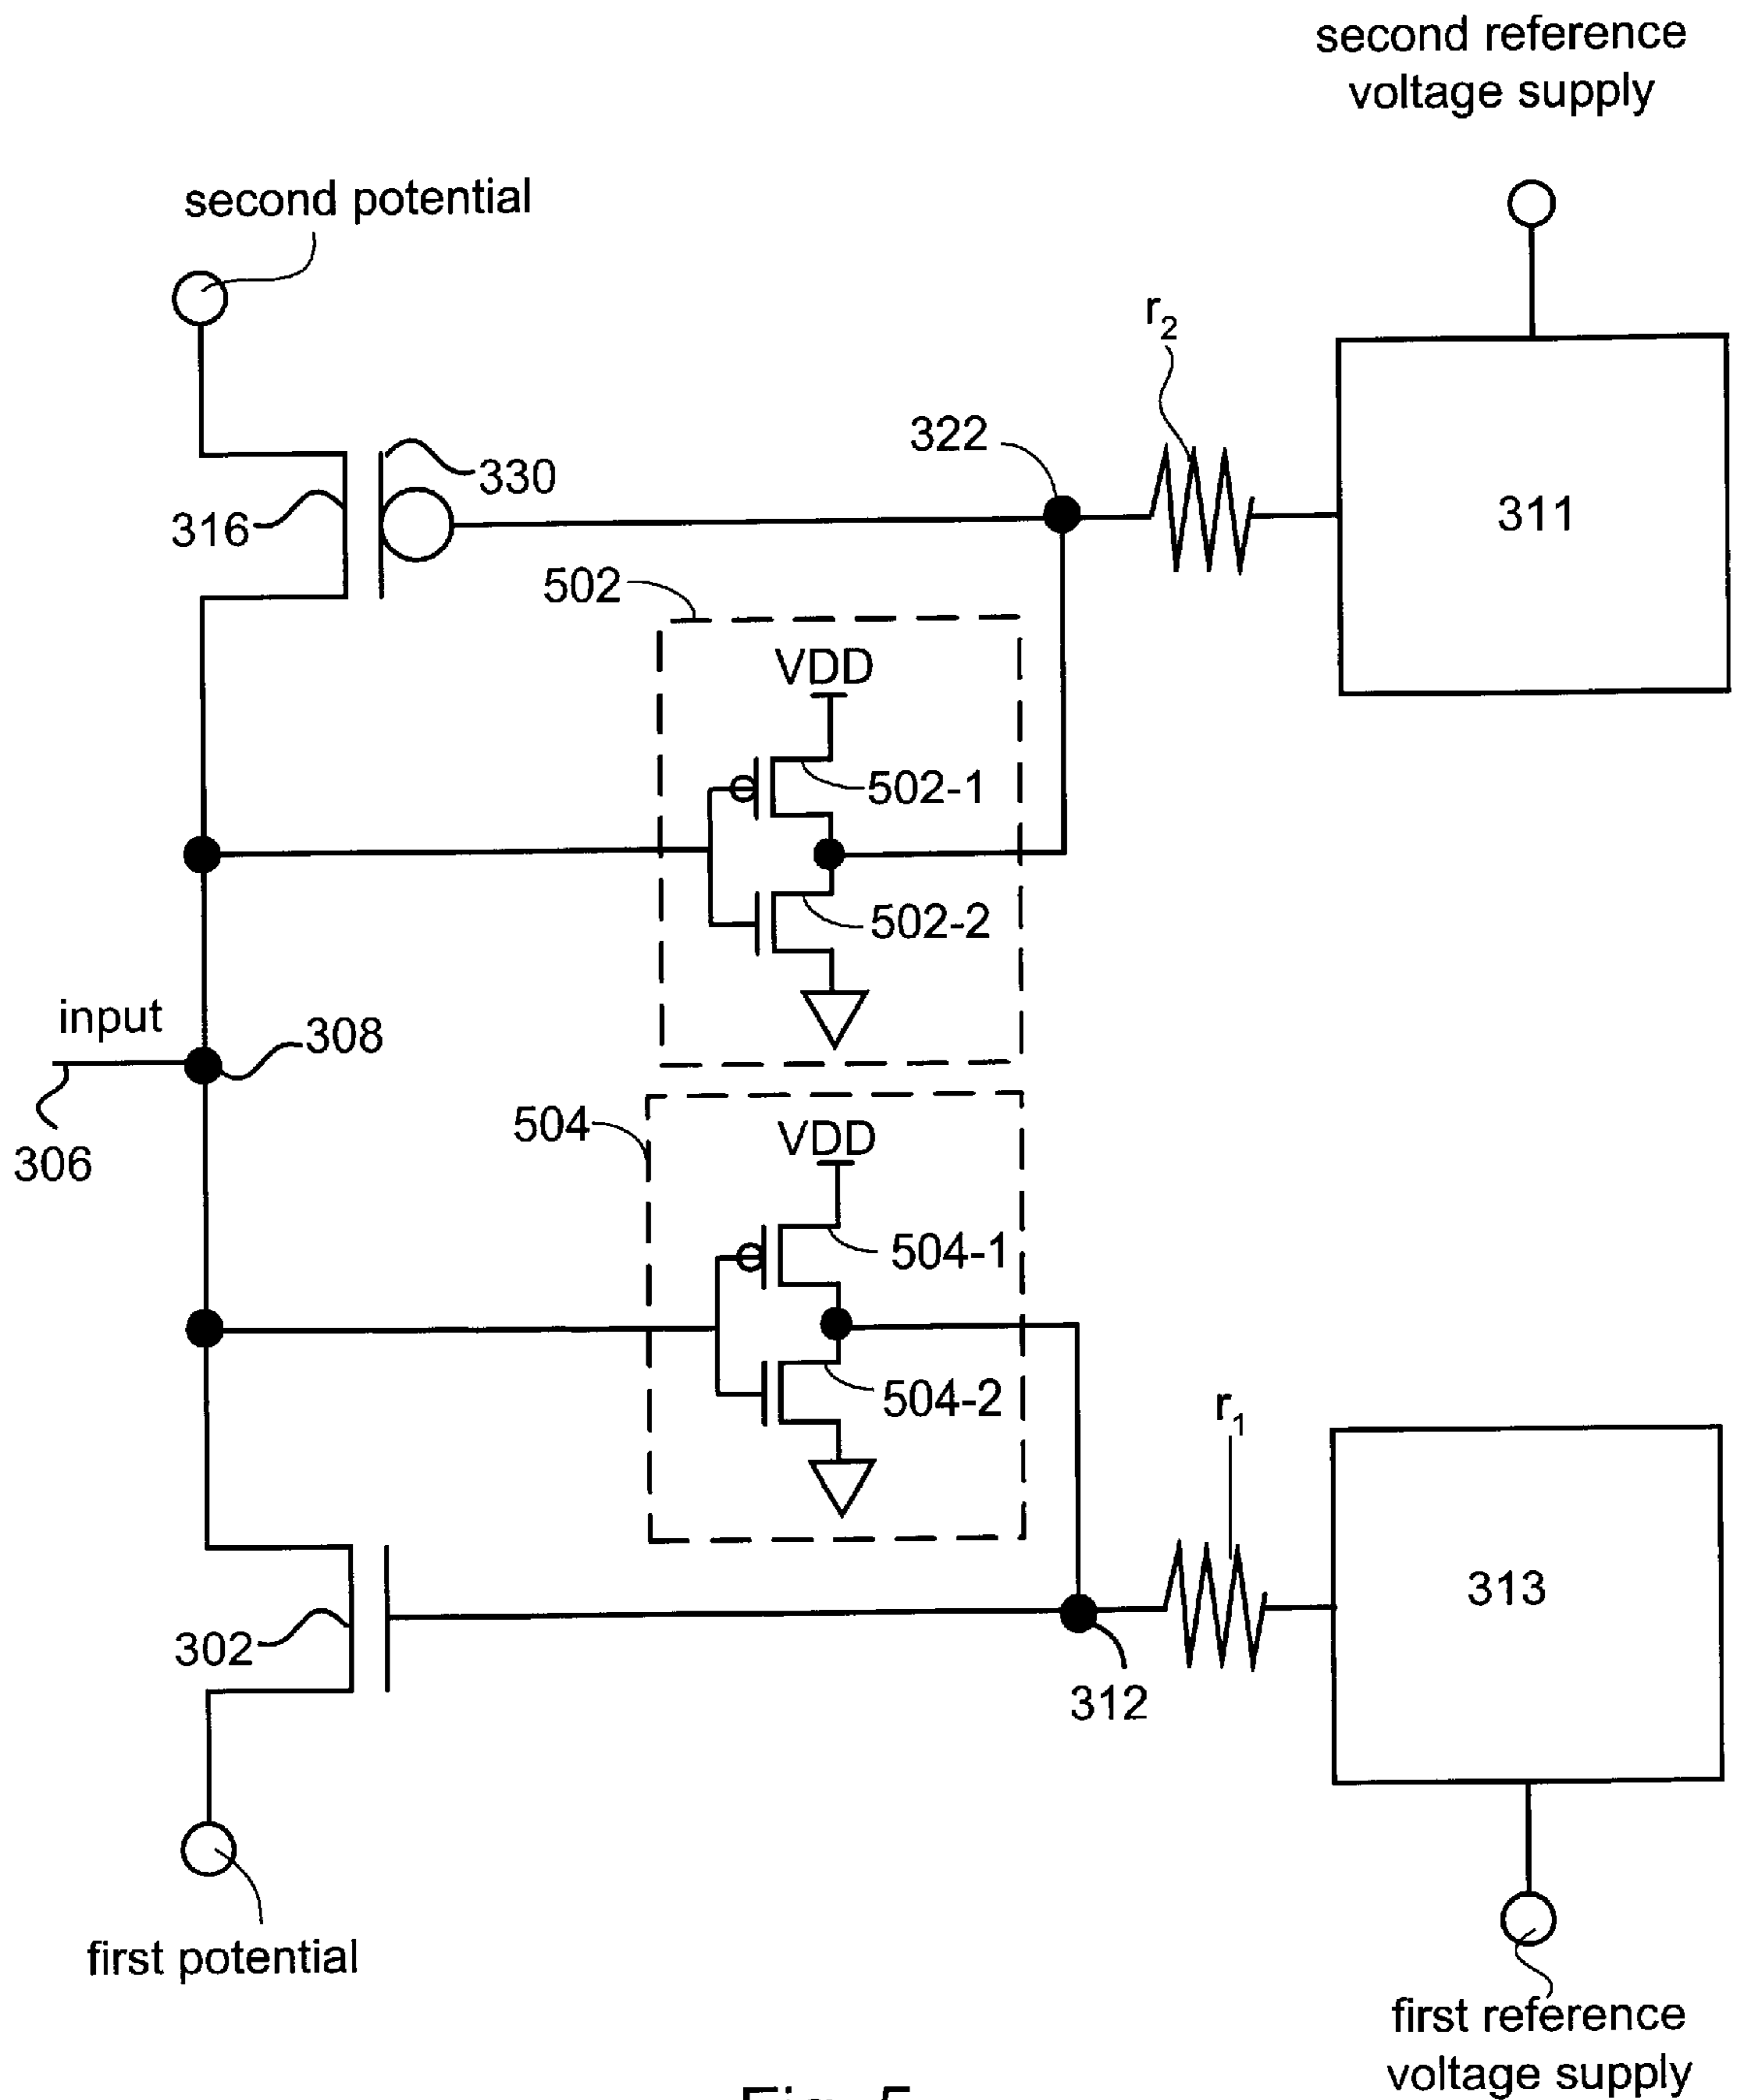 second reference
voltage supply
second potential
r2
322
330
316
311
502
VDD
502-1
502-2
input
308
306
504
VDD
504-1
504-2
r1
313
302
312
first potential
first reference
voltage supply